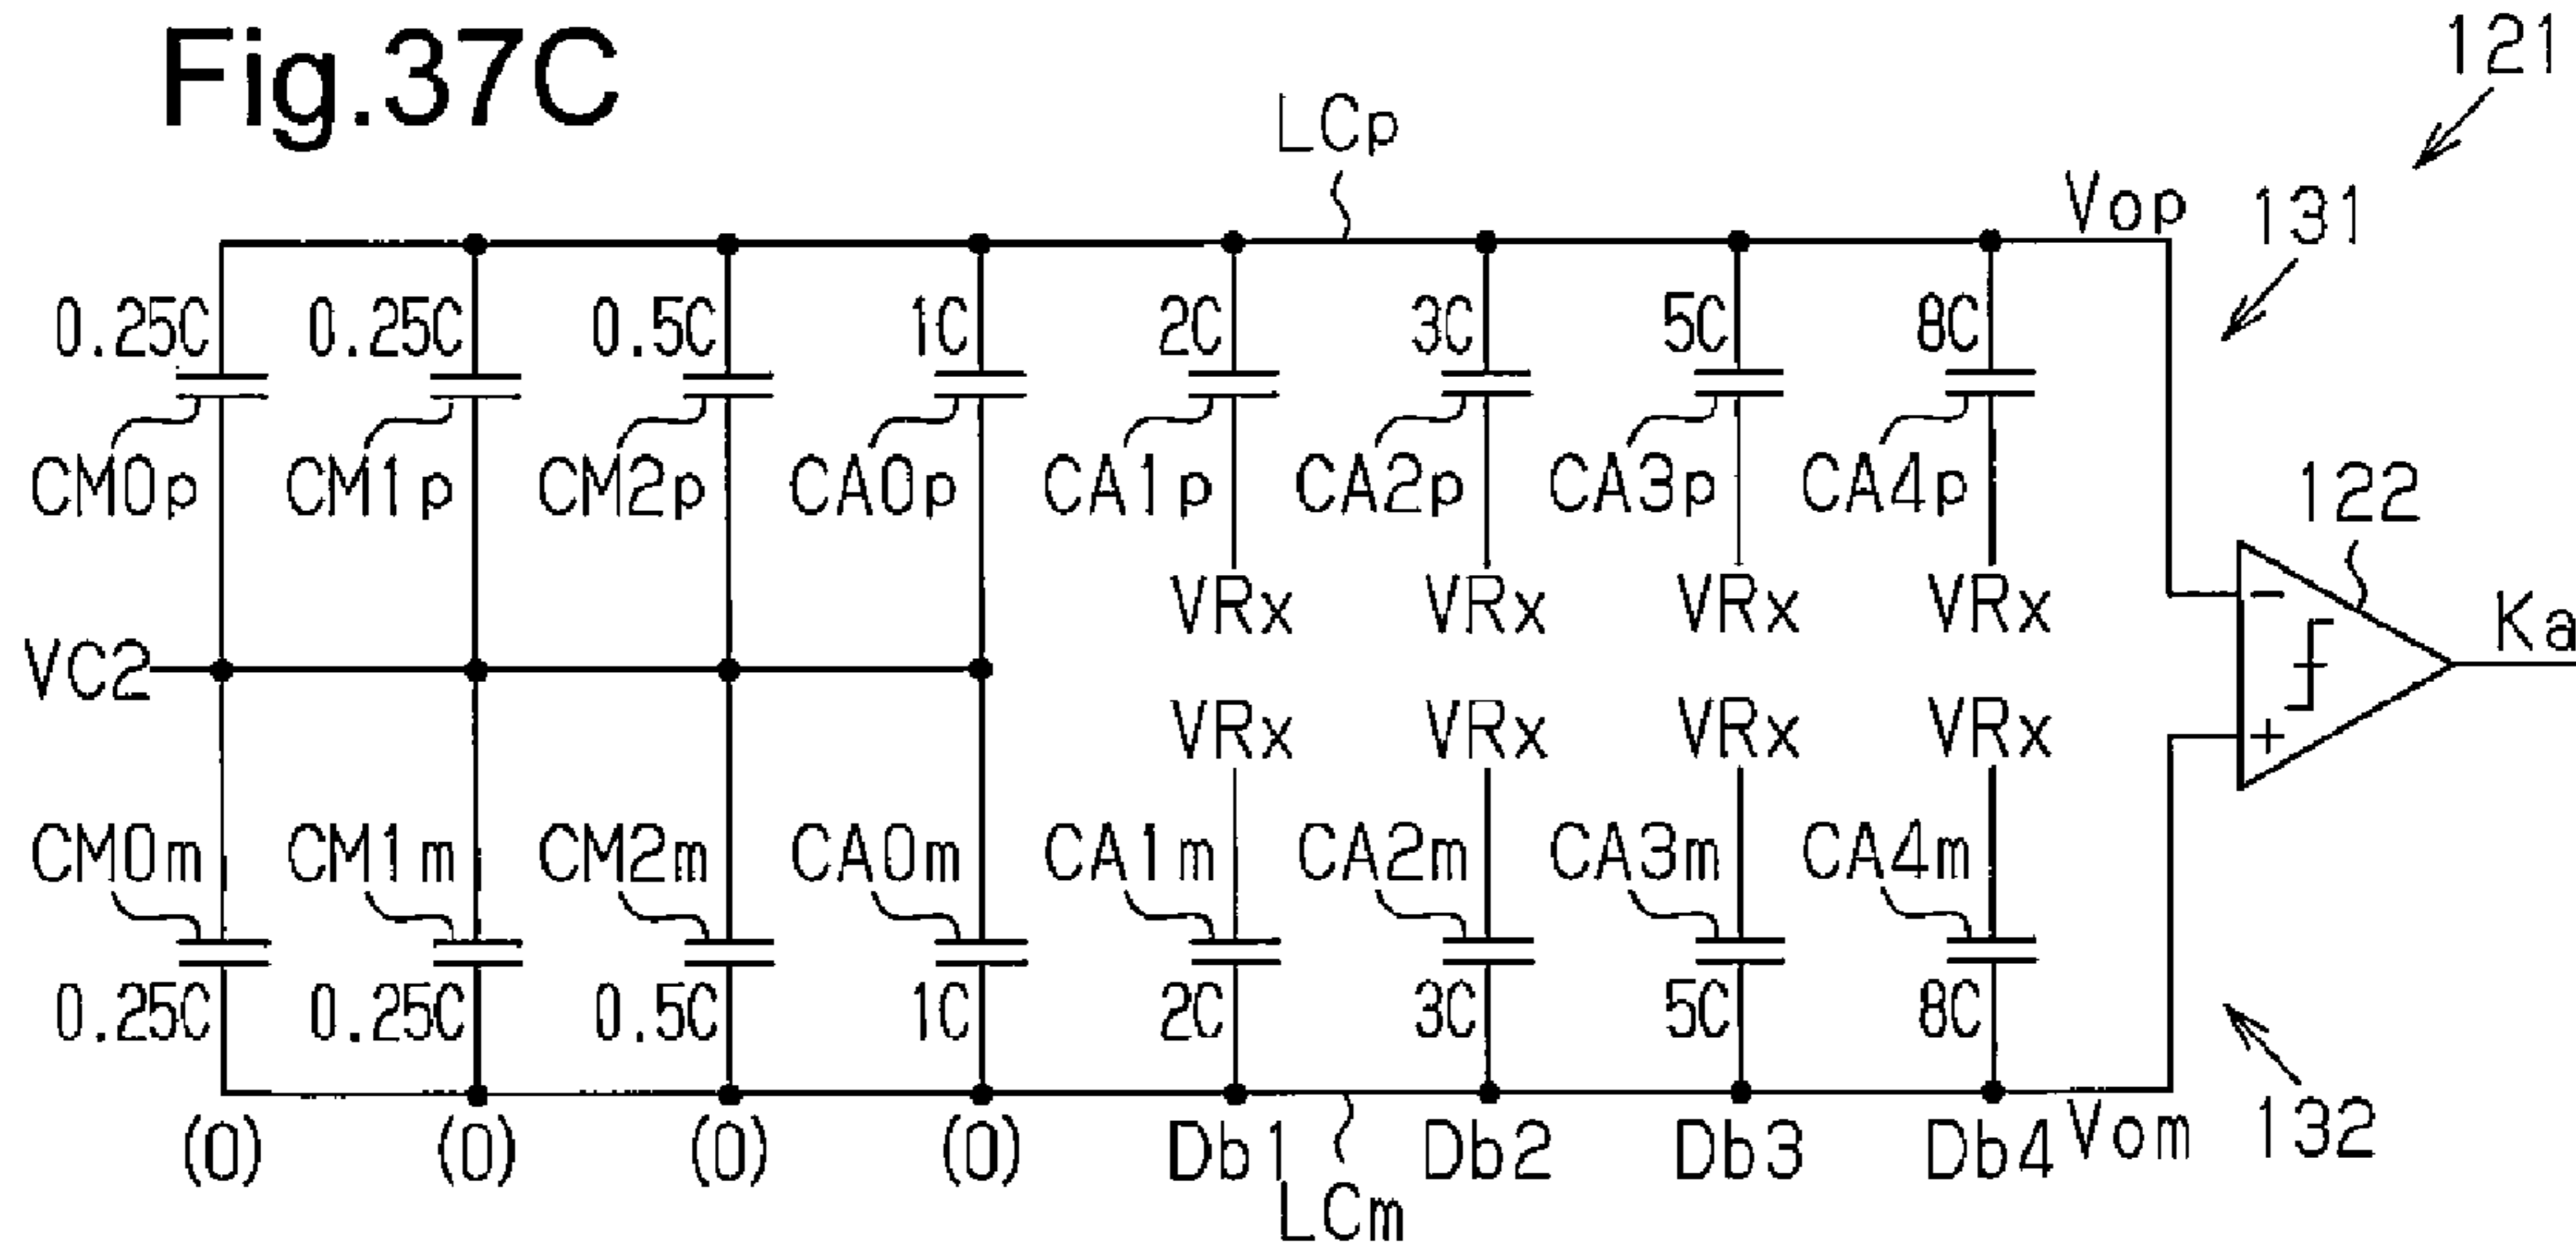 Fig.37C
121
LCp
Vop
131
0.25C 0.25C 0.5C 1C 2C 3C 5C 8C
CM0p CM1p CM2p CA0p CA1p CA2p CA3p CA4p
122
VRx VRx VRx VRx
−
Ka
VC2
VRx VRx VRx VRx
+
CM0m CM1m CM2m CA0m CA1m CA2m CA3m CA4m
0.25C 0.25C 0.5C 1C 2C 3C 5C 8C
(0) (0) (0) (0) Db1 Db2 Db3 Db4 Vom 132
LCm